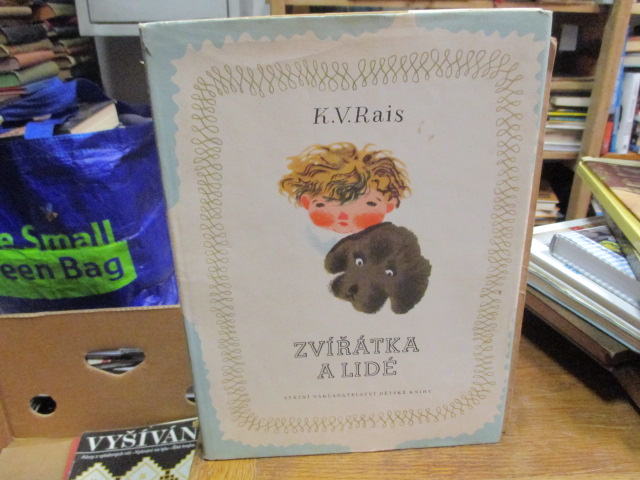 K.V.Rais
ZVÍŘÁTKA
A LIDÉ
STÁTNÍ NAKLADATELSTVÍ DĚTSKÉ KNIHY
e Small
een Bag
VYŠÍVÁN